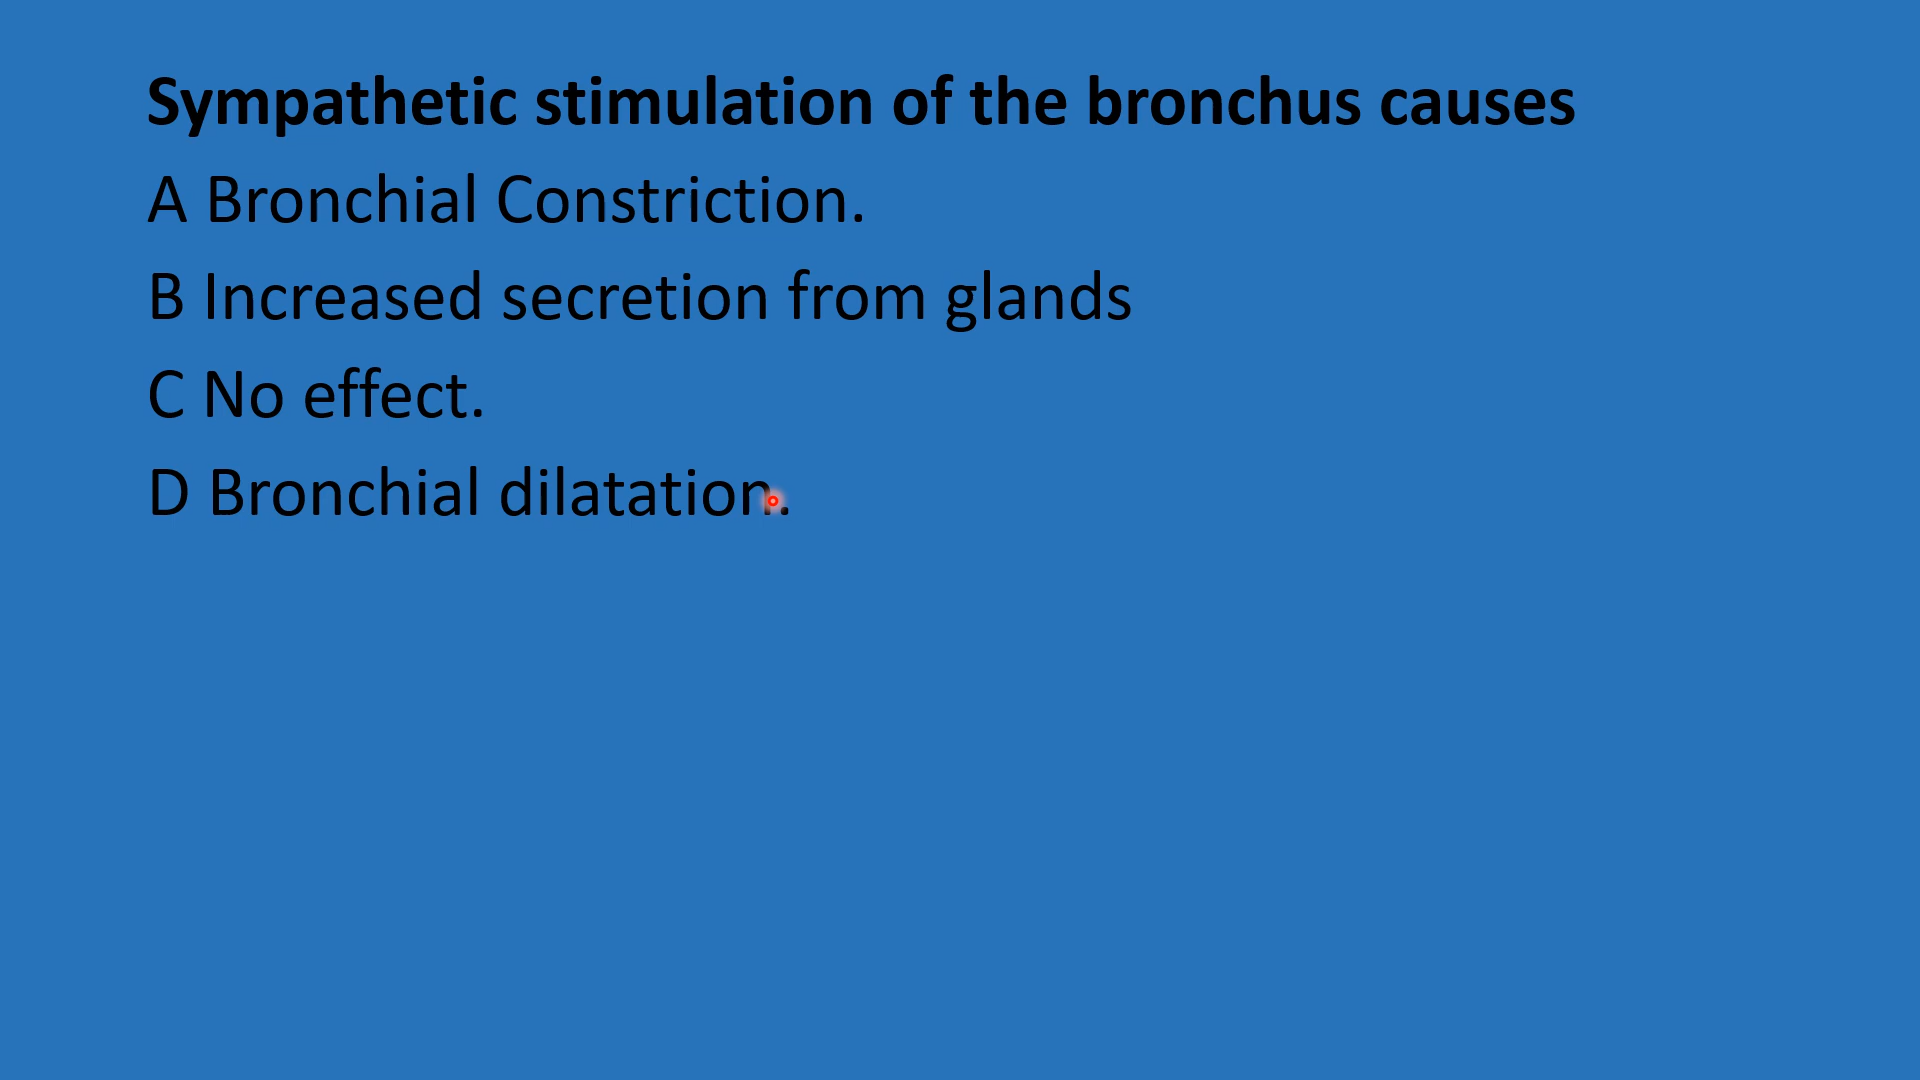 Sympathetic stimulation of the bronchus causes
A Bronchial Constriction.
B Increased secretion from glands
C No effect.
D Bronchial dilatation.